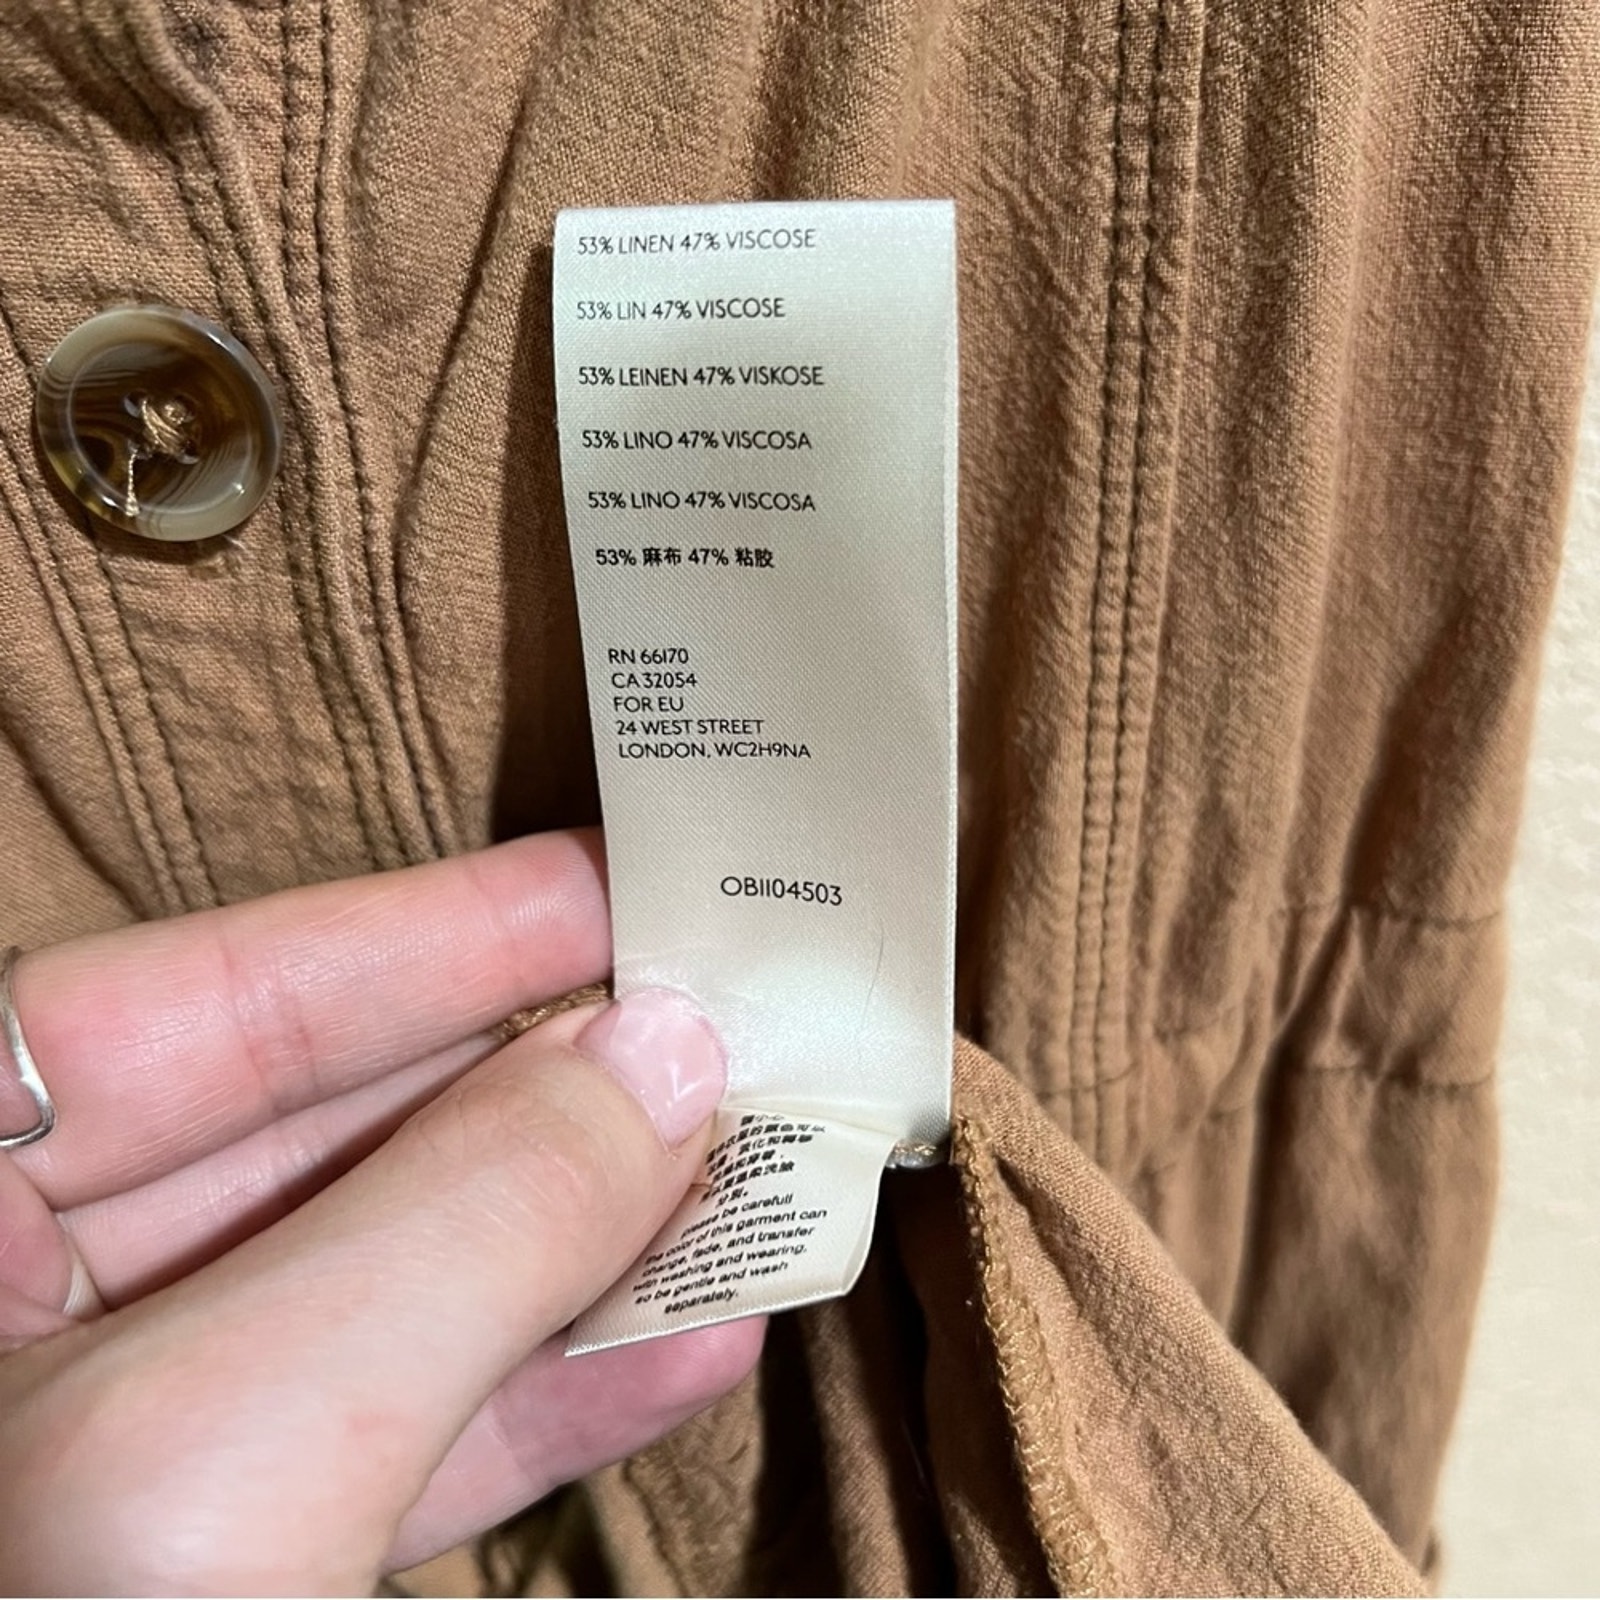 53% LINEN 47% VISCOSE
53% LIN 47% VISCOSE
53% LEINEN 47% VISKOSE
53% LINO 47% VISCOSA
53% LINO 47% VISCOSA
53% 麻布 47% 粘胶
RN 66170
CA 32054
FOR EU
24 WEST STREET
LONDON, WC2H9NA
OB1104503
please be carefull
the color of this garment can
change, fade, and transfer
with washing and wearing,
so be gentle and wash
separately.